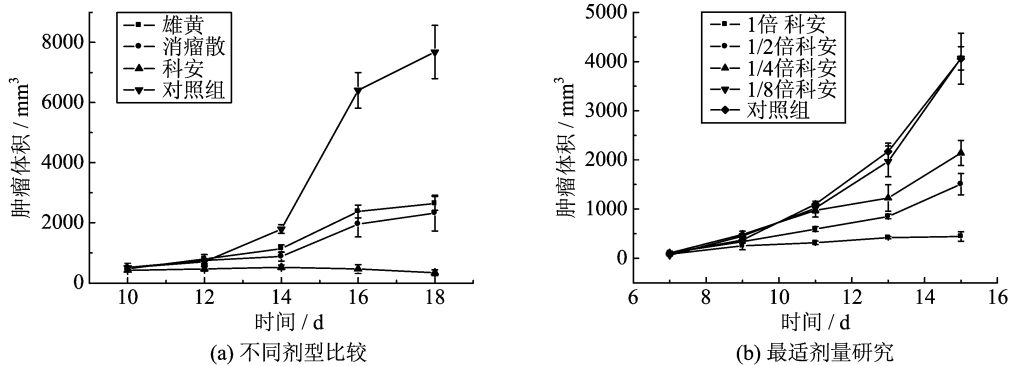 雄黄
消瘤散
科安
对照组
8000
6000
4000
2000
0
肿瘤体积 / mm³
10 12 14 16 18
时间 / d
(a) 不同剂型比较
1倍 科安
1/2倍科安
1/4倍科安
1/8倍科安
对照组
5000
4000
3000
2000
1000
0
肿瘤体积 / mm³
6 8 10 12 14 16
时间 / d
(b) 最适剂量研究